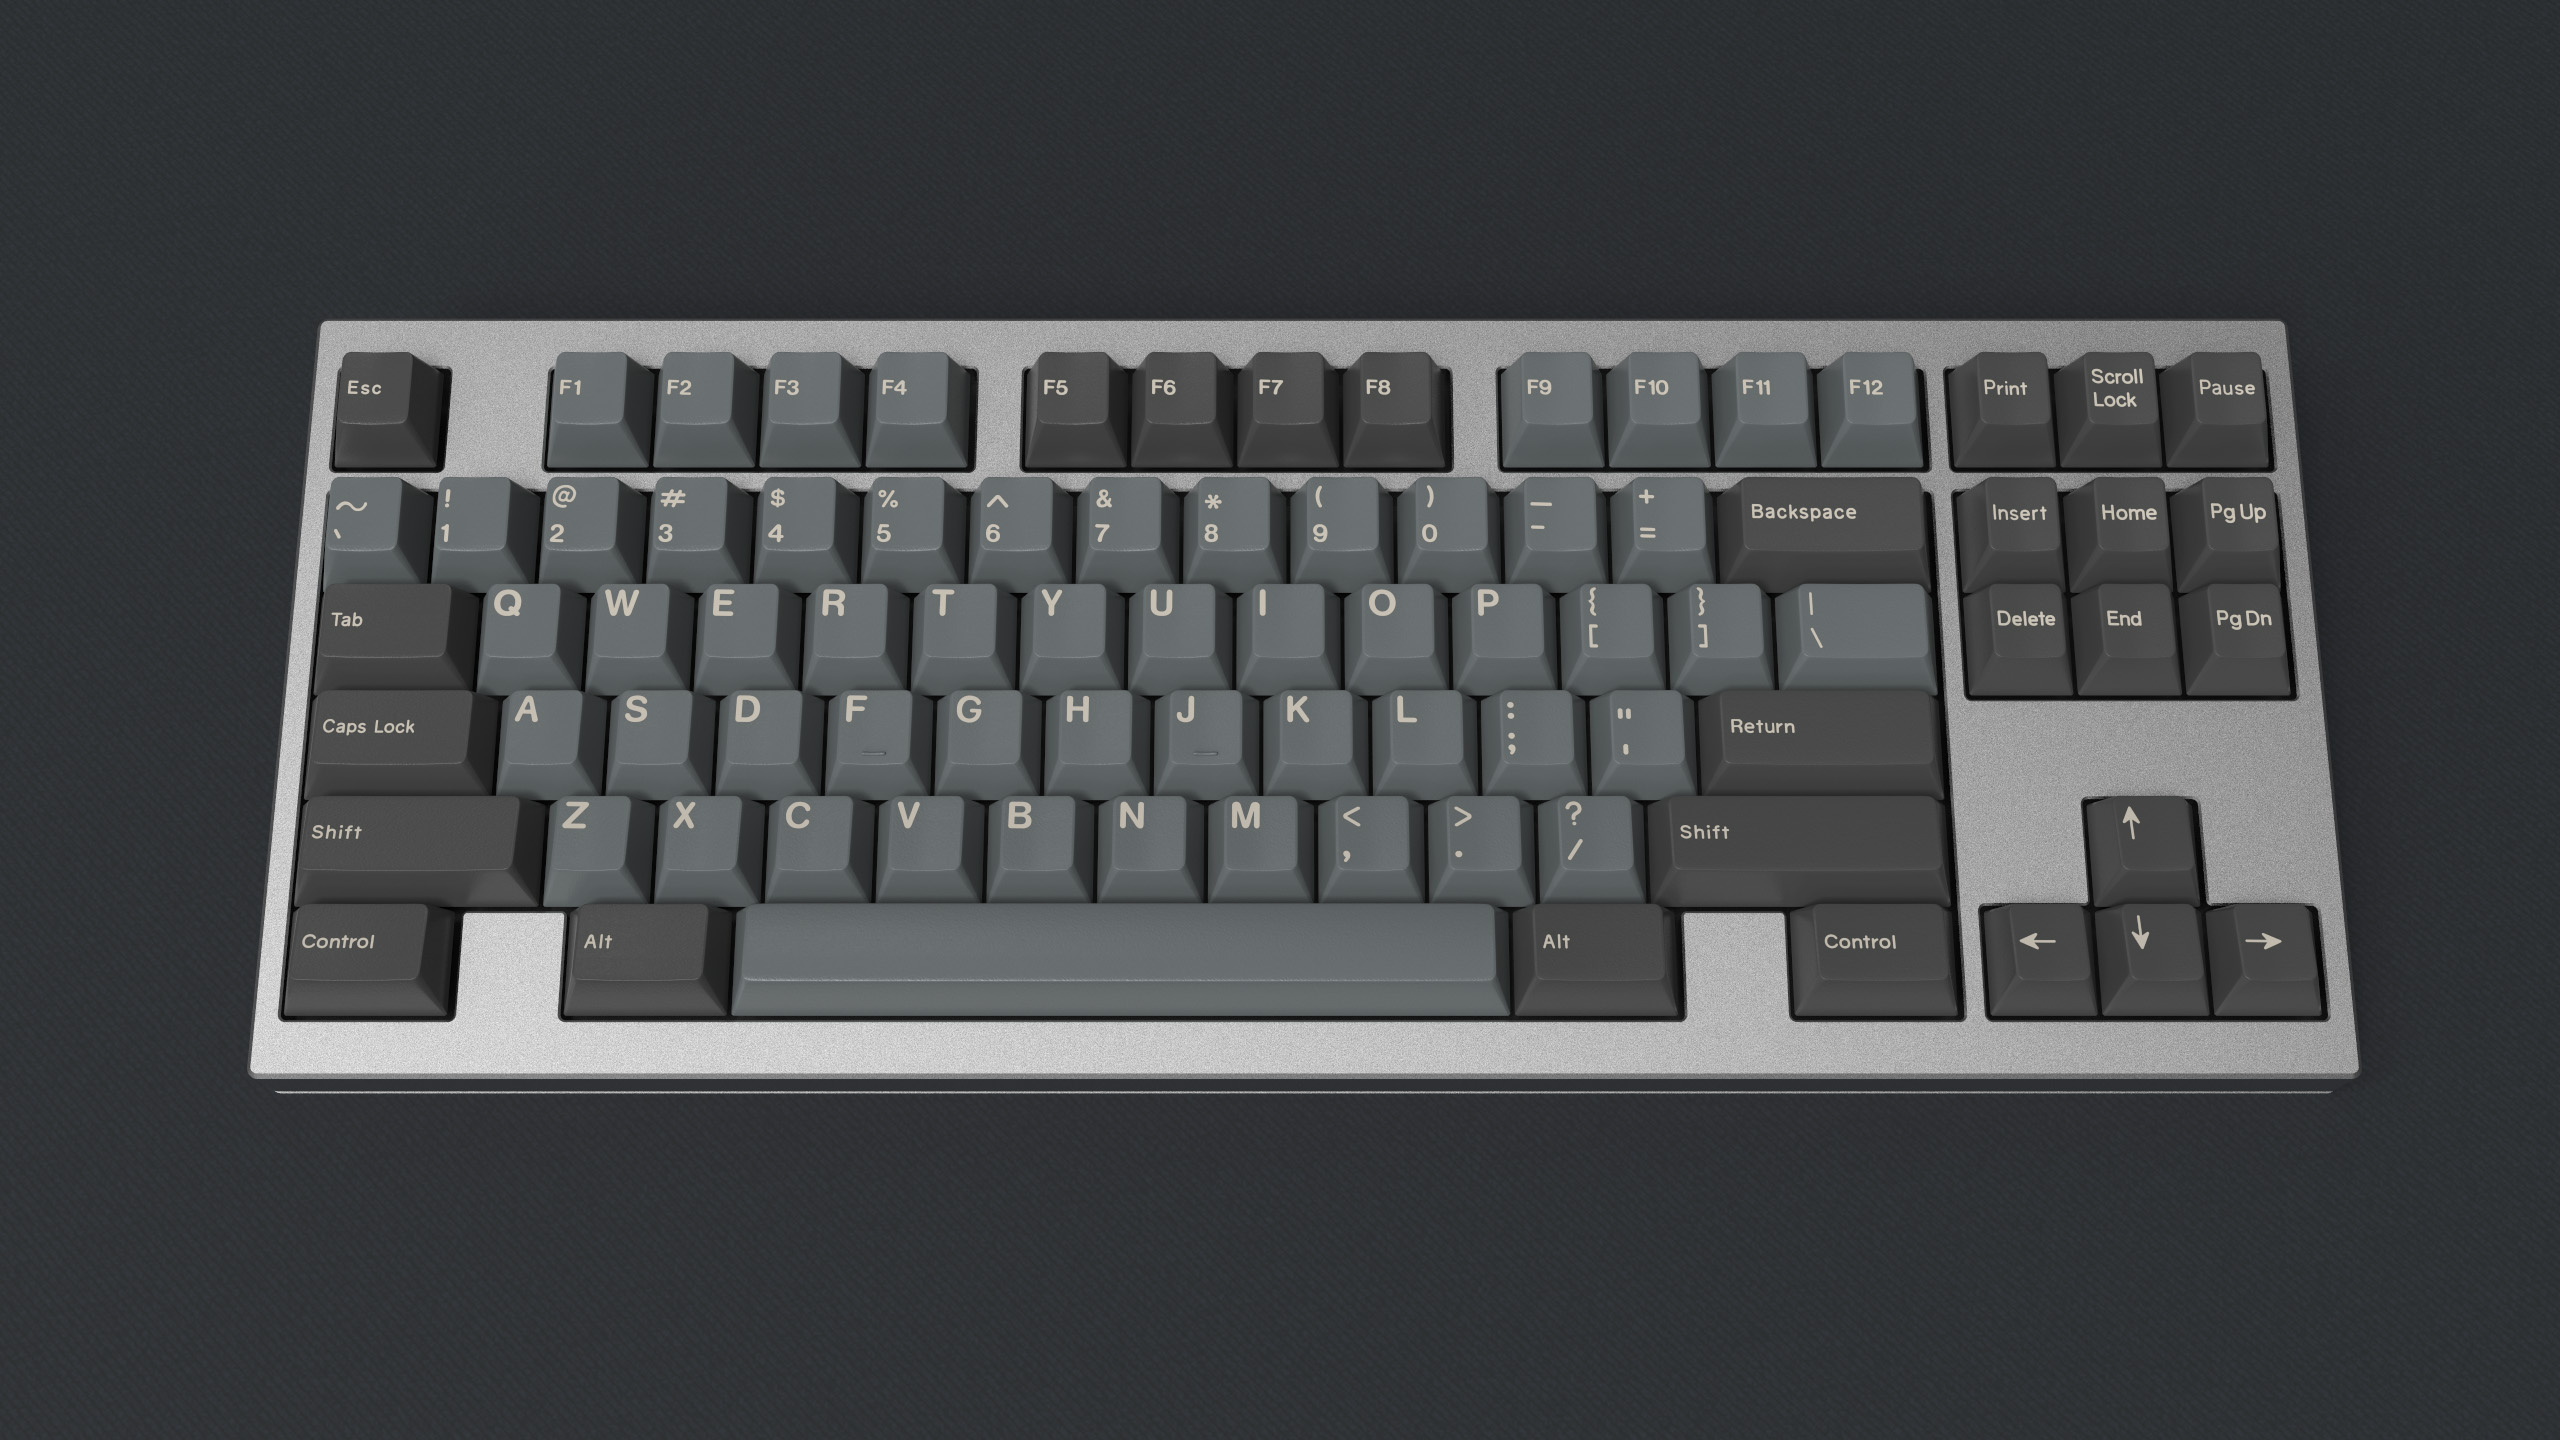 Esc F1 F2 F3 F4 F5 F6 F7 F8 F9 F10 F11 F12 Print Scroll Lock Pause
~ ! @ # $ % ^ & * ( ) _ +
` 1 2 3 4 5 6 7 8 9 0 - = Backspace Insert Home Pg Up
Tab Q W E R T Y U I O P { } |
[ ] \ Delete End Pg Dn
Caps Lock A S D F G H J K L : " Return
; '
Shift Z X C V B N M < > ? Shift ↑
, . /
Control Alt Alt Control ← ↓ →